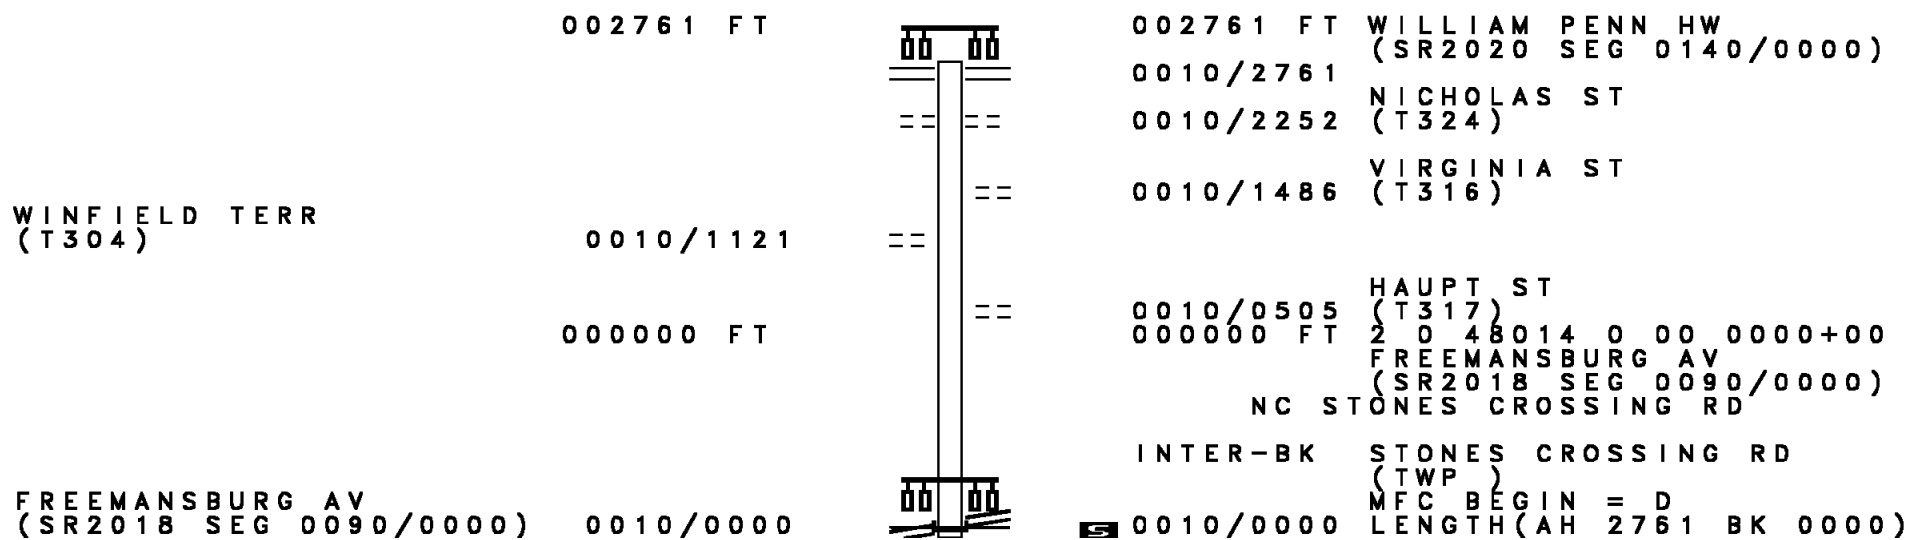 002761 FT 002761 FT WILLIAM PENN HW
(SR2020 SEG 0140/0000)
0010/2761
NICHOLAS ST
0010/2252 (T324)
VIRGINIA ST
0010/1486 (T316)
WINFIELD TERR
(T304) 0010/1121
HAUPT ST
0010/0505 (T317)
000000 FT 000000 FT 2 0 48014 0 00 0000+00
FREEMANSBURG AV
(SR2018 SEG 0090/0000)
NC STONES CROSSING RD
INTER-BK STONES CROSSING RD
(TWP )
FREEMANSBURG AV MFC BEGIN = D
(SR2018 SEG 0090/0000) 0010/0000 S 0010/0000 LENGTH(AH 2761 BK 0000)